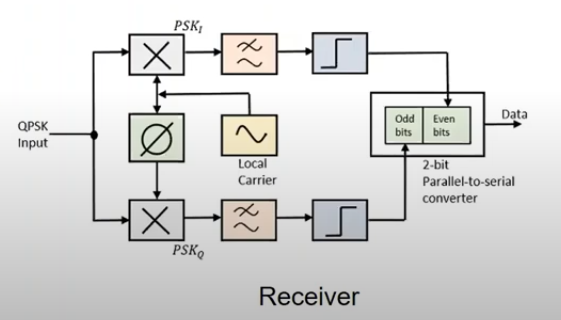 PSK_I
QPSK
Input
Local
Carrier
Odd
bits
Even
bits
Data
2-bit
Parallel-to-serial
converter
PSK_Q
Receiver